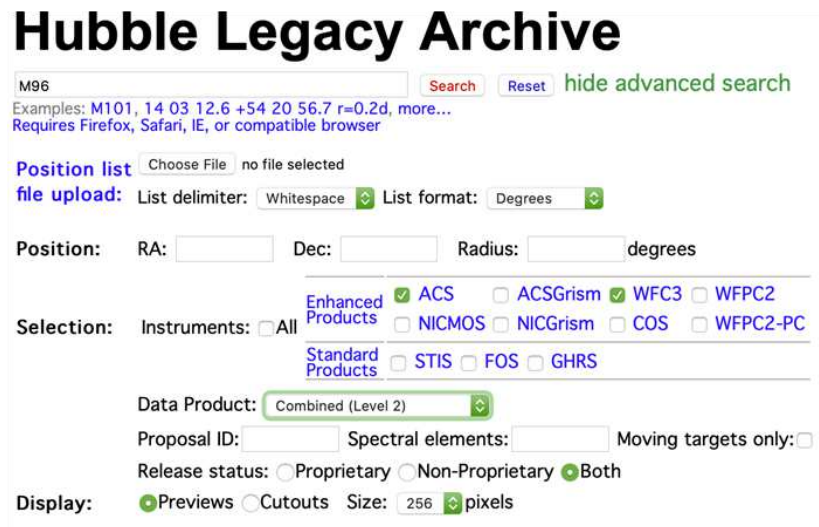 Hubble Legacy Archive
M96 Search Reset hide advanced search
Examples: M101, 14 03 12.6 +54 20 56.7 r=0.2d, more...
Requires Firefox, Safari, IE, or compatible browser
Position list file upload: Choose File no file selected
List delimiter: Whitespace List format: Degrees
Position: RA: Dec: Radius: degrees
Selection: Instruments: All
Enhanced Products ACS ACSGrism WFC3 WFPC2
NICMOS NICGrism COS WFPC2-PC
Standard Products STIS FOS GHRS
Data Product: Combined (Level 2)
Proposal ID: Spectral elements: Moving targets only:
Release status: Proprietary Non-Proprietary Both
Display: Previews Cutouts Size: 256 pixels